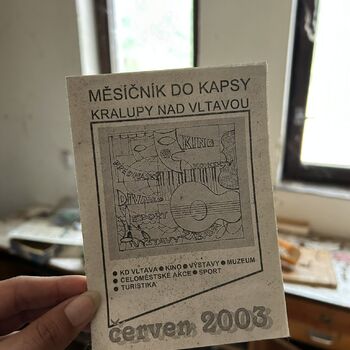 MĚSÍČNÍK DO KAPSY
KRALUPY NAD VLTAVOU
KINO
DIVADLO
SPORT
VÝSTAVY
● KD VLTAVA ● KINO ● VÝSTAVY ● MUZEUM
● CELOMĚSTSKÉ AKCE ● SPORT
● TURISTIKA
červen 2003